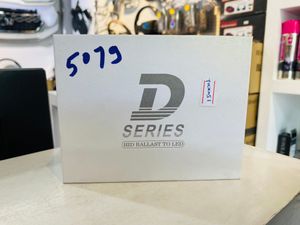 5079
D
SERIES
HID BALLAST TO LED